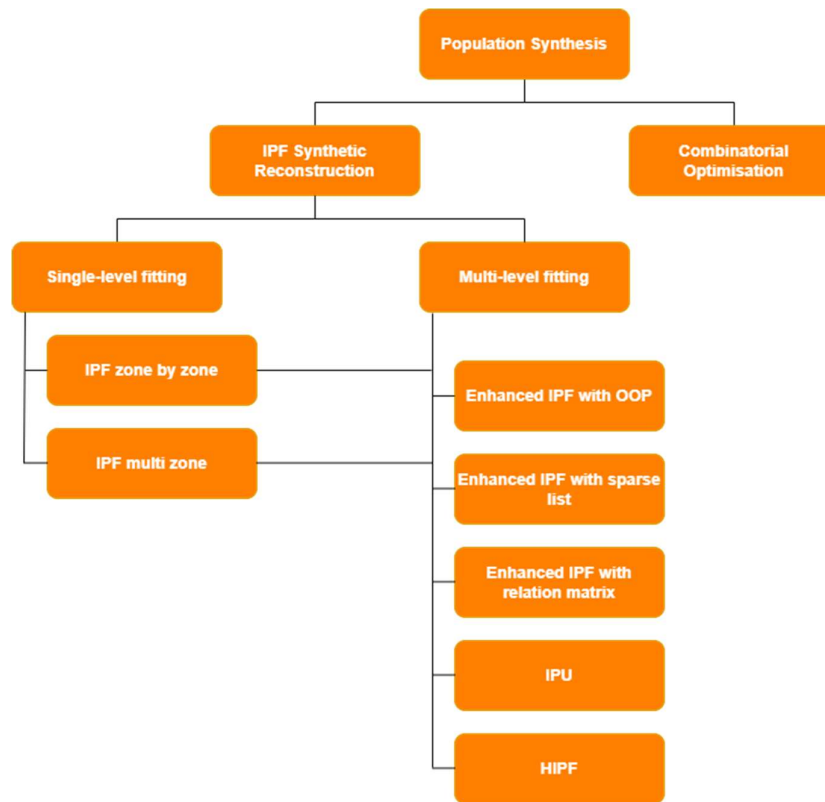 Population Synthesis
IPF Synthetic
Reconstruction
Combinatorial
Optimisation
Single-level fitting
Multi-level fitting
IPF zone by zone
IPF multi zone
Enhanced IPF with OOP
Enhanced IPF with sparse
list
Enhanced IPF with
relation matrix
IPU
HIPF